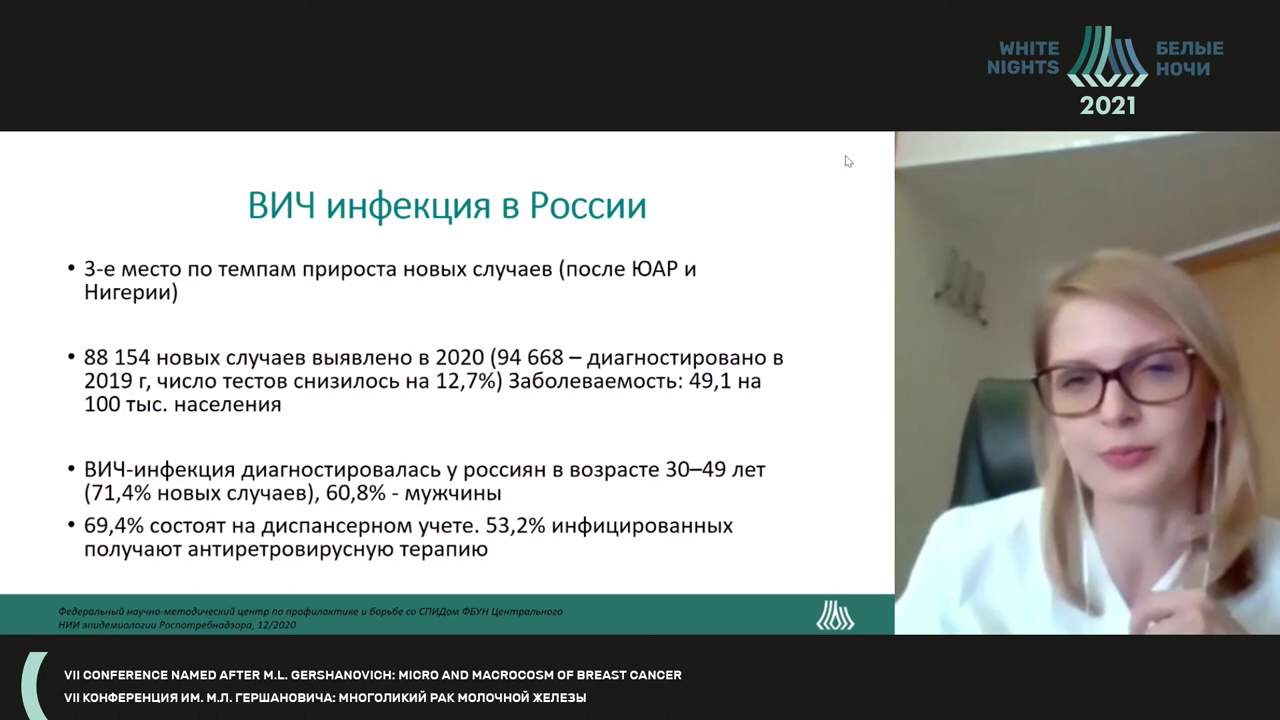 WHITE
NIGHTS
БЕЛЫЕ
НОЧИ
2021
ВИЧ инфекция в России
• 3-е место по темпам прироста новых случаев (после ЮАР и
Нигерии)
• 88 154 новых случаев выявлено в 2020 (94 668 – диагностировано в
2019 г, число тестов снизилось на 12,7%) Заболеваемость: 49,1 на
100 тыс. населения
• ВИЧ-инфекция диагностировалась у россиян в возрасте 30–49 лет
(71,4% новых случаев), 60,8% - мужчины
• 69,4% состоят на диспансерном учете. 53,2% инфицированных
получают антиретровирусную терапию
Федеральный научно-методический центр по профилактике и борьбе со СПИДом ФБУН Центрального
НИИ эпидемиологии Роспотребнадзора, 12/2020
VII CONFERENCE NAMED AFTER M.L. GERSHANOVICH: MICRO AND MACROCOSM OF BREAST CANCER
VII КОНФЕРЕНЦИЯ ИМ. М.Л. ГЕРШАНОВИЧА: МНОГОЛИКИЙ РАК МОЛОЧНОЙ ЖЕЛЕЗЫ